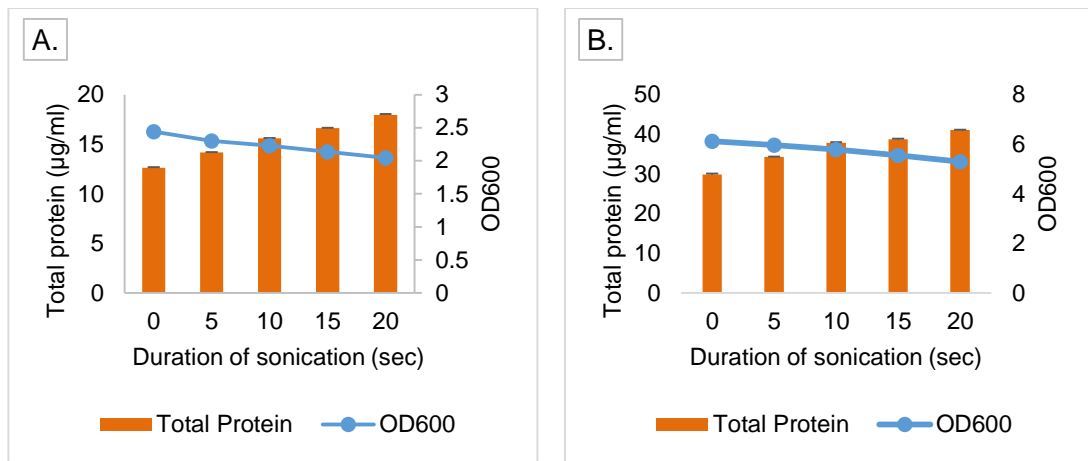 A.
Total protein (µg/ml)
20
15
10
5
0
3
2.5
2
1.5
1
0.5
0
OD600
0 5 10 15 20
Duration of sonication (sec)
Total Protein OD600
B.
Total protein (µg/ml)
50
40
30
20
10
0
8
6
4
2
0
OD600
0 5 10 15 20
Duration of sonication (sec)
Total Protein OD600